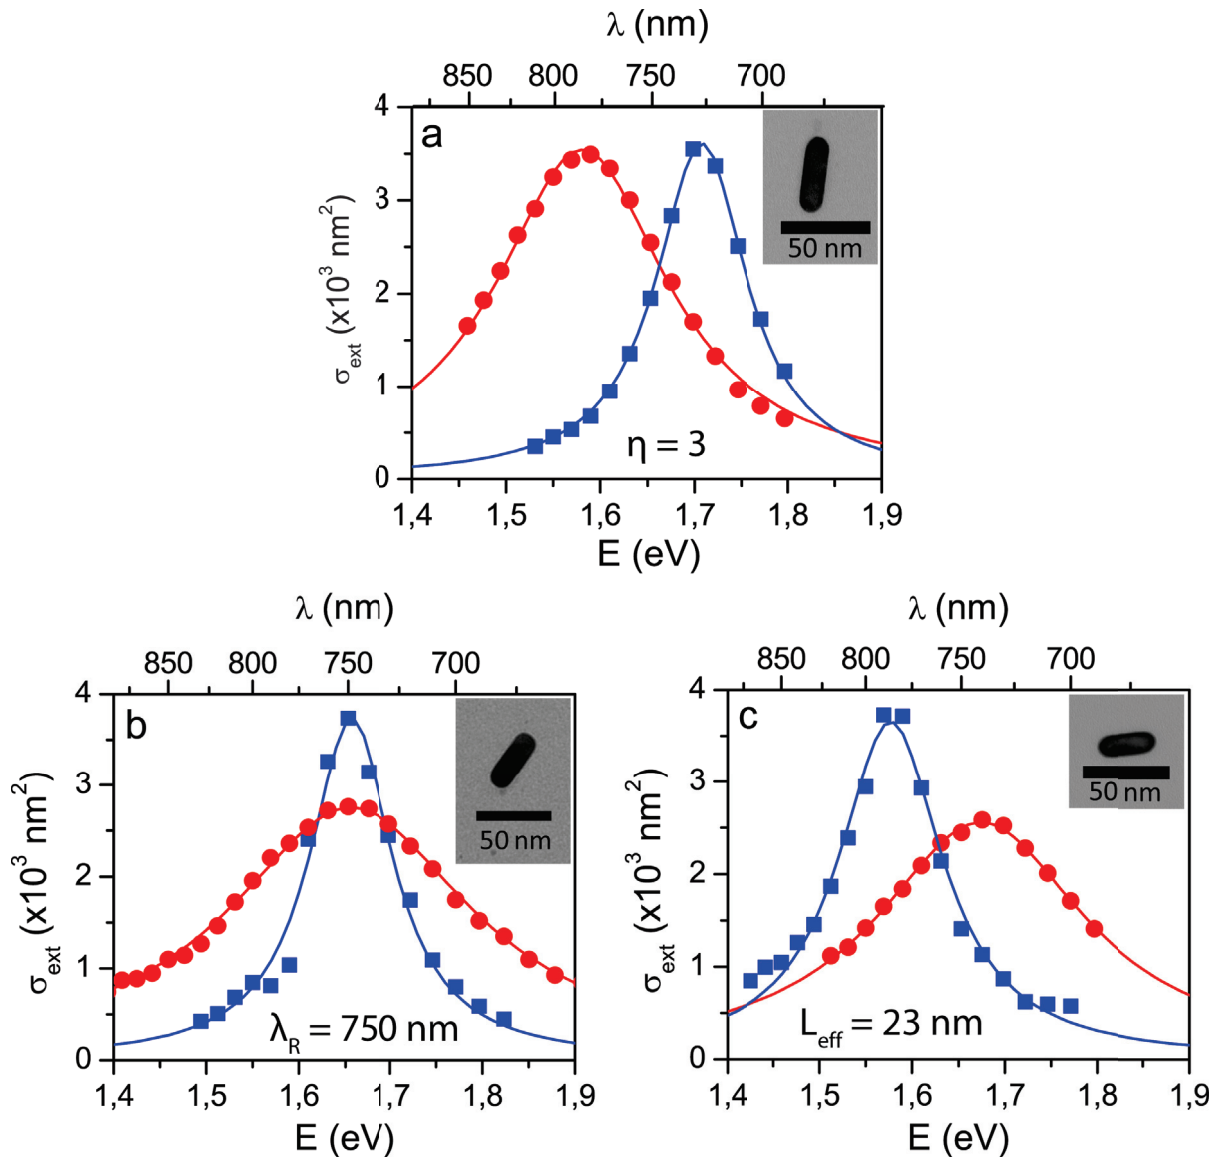 λ (nm)
850 800 750 700
a
4
3
2
1
0
σext (x10³ nm²)
50 nm
η = 3
1,4 1,5 1,6 1,7 1,8 1,9
E (eV)
λ (nm)
850 800 750 700
b
4
3
2
1
0
σext (x10³ nm²)
50 nm
λR = 750 nm
1,4 1,5 1,6 1,7 1,8 1,9
E (eV)
λ (nm)
850 800 750 700
c
4
3
2
1
0
σext (x10³ nm²)
50 nm
Leff = 23 nm
1,4 1,5 1,6 1,7 1,8 1,9
E (eV)